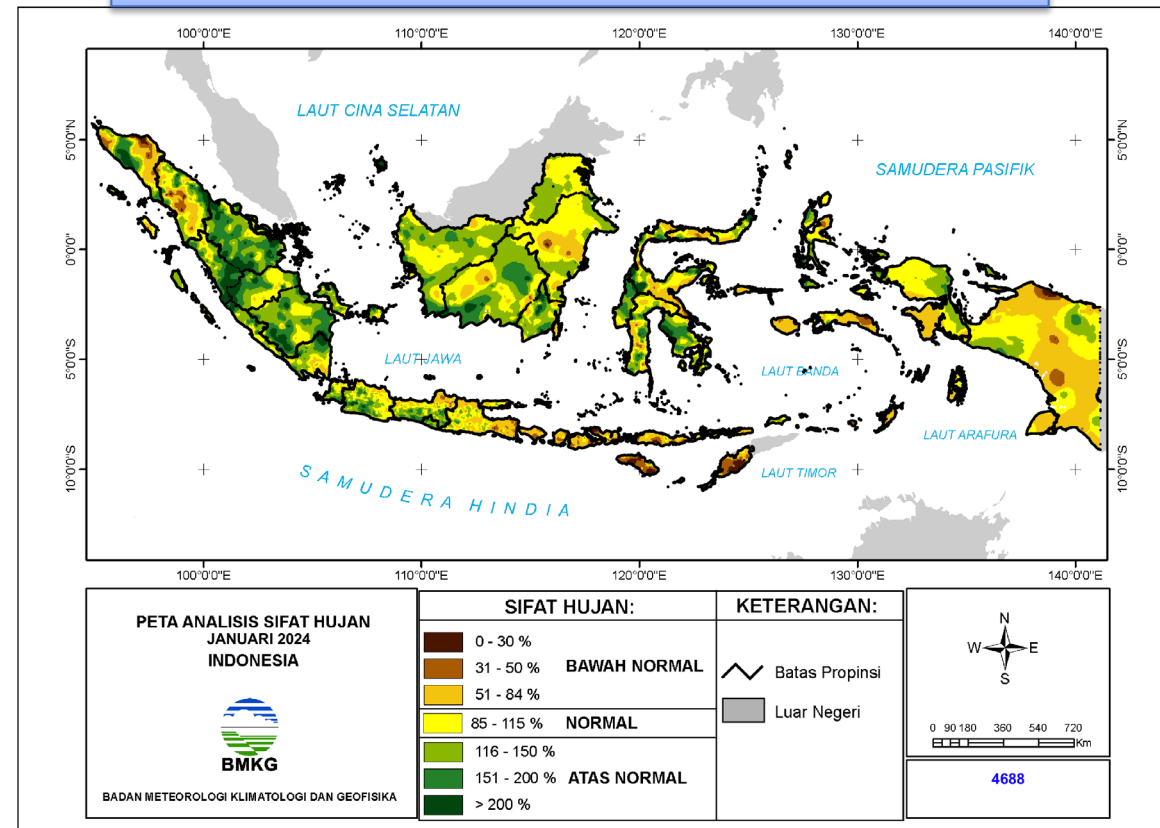 100°0'0"E 110°0'0"E 120°0'0"E 130°0'0"E 140°0'0"E
LAUT CINA SELATAN
5°0'0"N 5°0'0"N
SAMUDERA PASIFIK
0°0'0" 0°0'0"
5°0'0"S 5°0'0"S
LAUT JAWA
LAUT BANDA
LAUT ARAFURA
10°0'0"S 10°0'0"S
LAUT TIMOR
SAMUDERA HINDIA
100°0'0"E 110°0'0"E 120°0'0"E 130°0'0"E 140°0'0"E
PETA ANALISIS SIFAT HUJAN
JANUARI 2024
INDONESIA
BMKG
BADAN METEOROLOGI KLIMATOLOGI DAN GEOFISIKA
SIFAT HUJAN:
0 - 30 %
31 - 50 % BAWAH NORMAL
51 - 84 %
85 - 115 % NORMAL
116 - 150 %
151 - 200 % ATAS NORMAL
> 200 %
KETERANGAN:
Batas Propinsi
Luar Negeri
N
W E
S
0 90 180 360 540 720
Km
4688